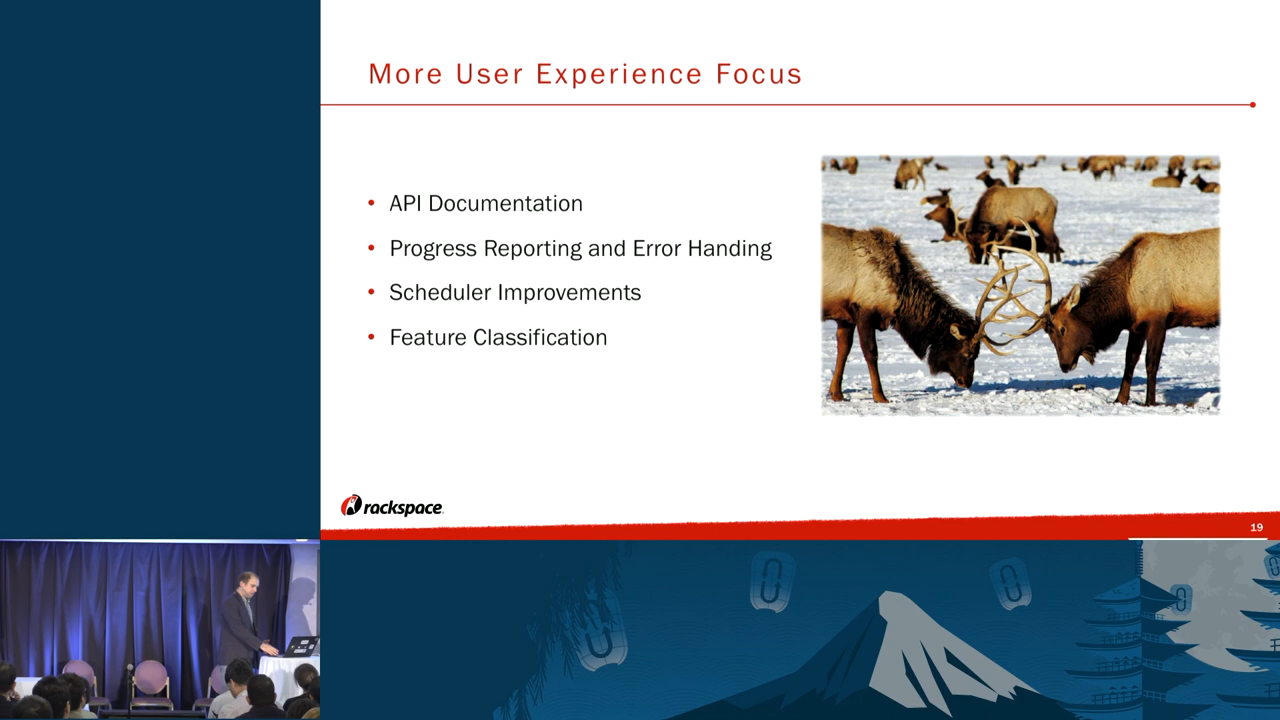 More User Experience Focus
• API Documentation
• Progress Reporting and Error Handing
• Scheduler Improvements
• Feature Classification
rackspace
19